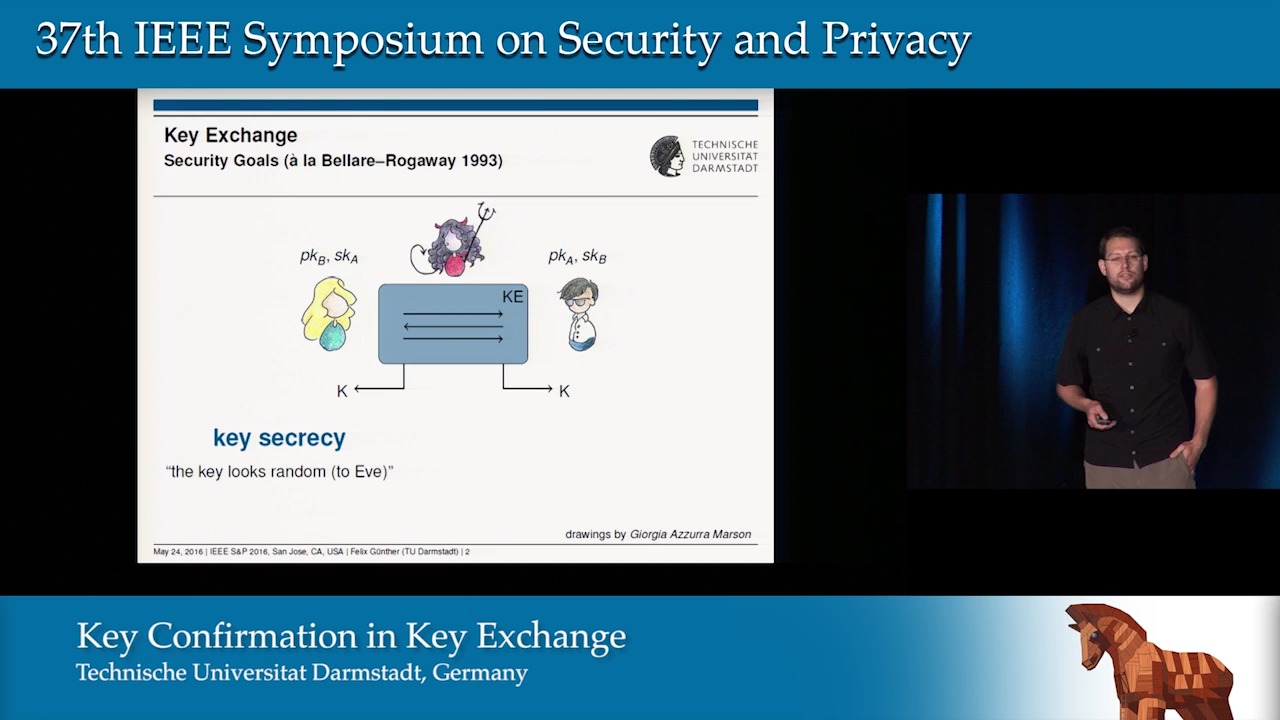 37th IEEE Symposium on Security and Privacy
Key Exchange
Security Goals (à la Bellare–Rogaway 1993)
TECHNISCHE
UNIVERSITÄT
DARMSTADT
pkB, skA
pkA, skB
KE
K
K
key secrecy
“the key looks random (to Eve)”
drawings by Giorgia Azzurra Marson
May 24, 2016 | IEEE S&P 2016, San Jose, CA, USA | Felix Günther (TU Darmstadt) | 2
Key Confirmation in Key Exchange
Technische Universitat Darmstadt, Germany